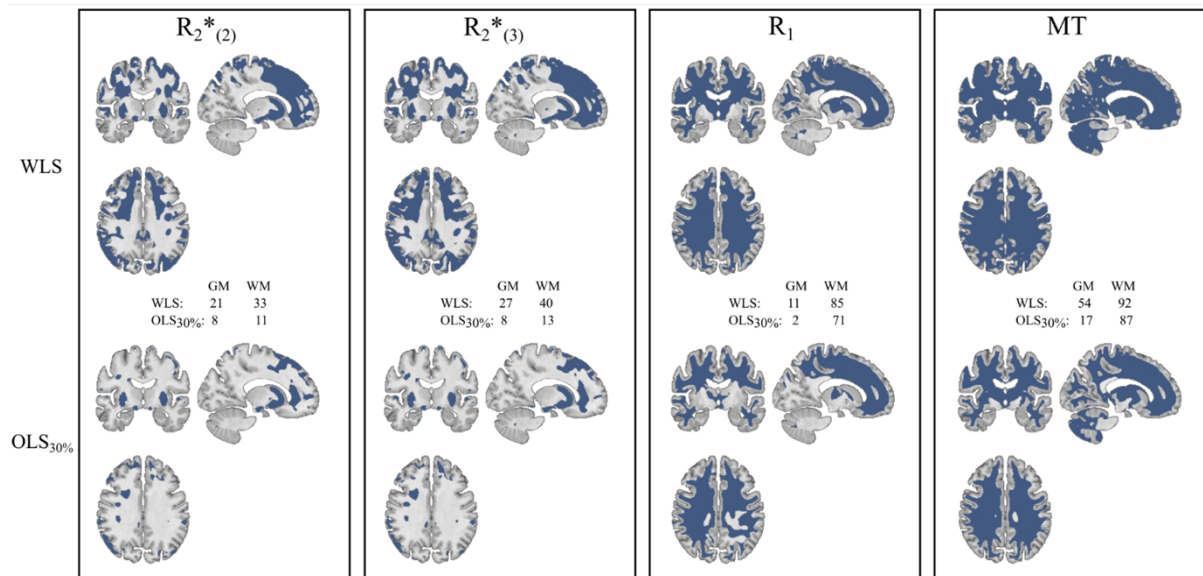 R2*(2) R2*(3) R1 MT
WLS
GM WM GM WM GM WM GM WM
WLS: 21 33 WLS: 27 40 WLS: 11 85 WLS: 54 92
OLS30%: 8 11 OLS30%: 8 13 OLS30%: 2 71 OLS30%: 17 87
OLS30%